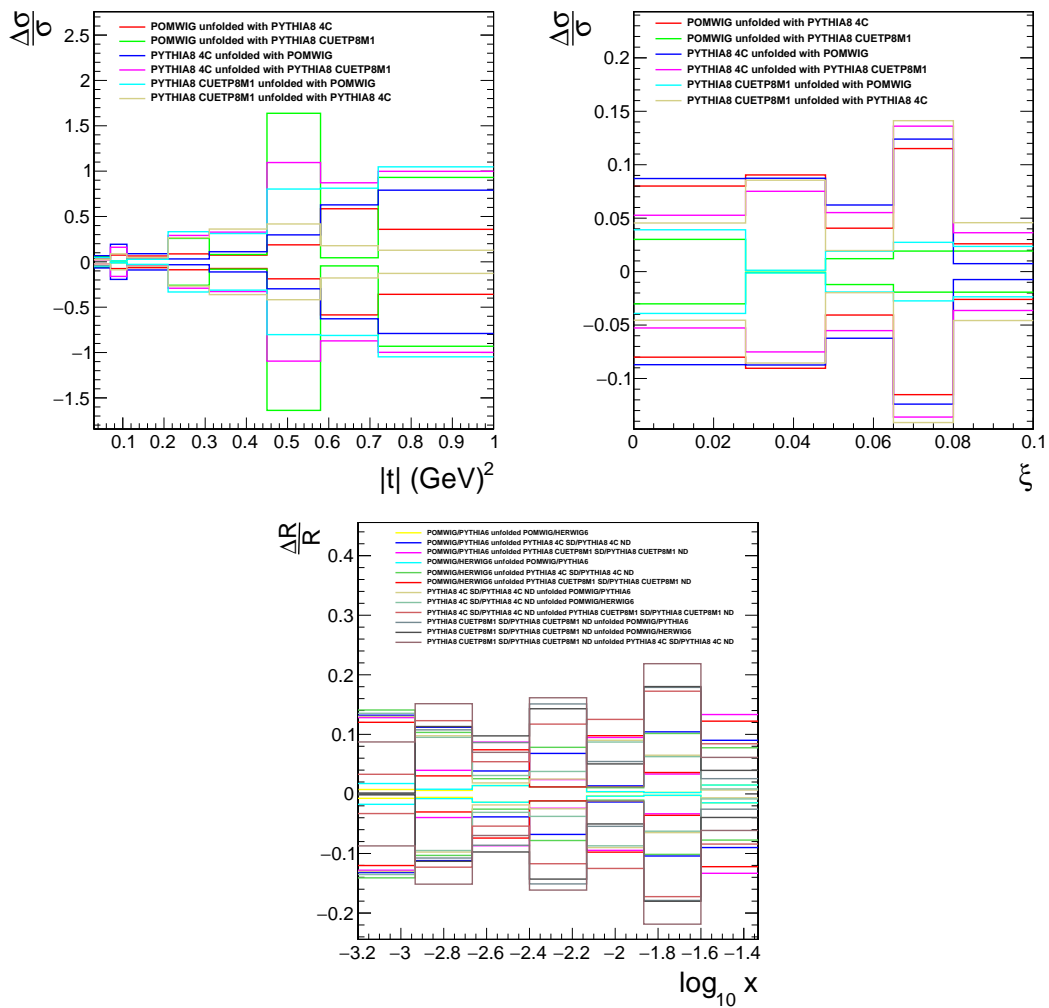 Δσ
σ
POMWIG unfolded with PYTHIA8 4C
POMWIG unfolded with PYTHIA8 CUETP8M1
PYTHIA8 4C unfolded with POMWIG
PYTHIA8 4C unfolded with PYTHIA8 CUETP8M1
PYTHIA8 CUETP8M1 unfolded with POMWIG
PYTHIA8 CUETP8M1 unfolded with PYTHIA8 4C
2.5
2
1.5
1
0.5
0
−0.5
−1
−1.5
0.1 0.2 0.3 0.4 0.5 0.6 0.7 0.8 0.9 1
|t| (GeV)²
Δσ
σ
POMWIG unfolded with PYTHIA8 4C
POMWIG unfolded with PYTHIA8 CUETP8M1
PYTHIA8 4C unfolded with POMWIG
PYTHIA8 4C unfolded with PYTHIA8 CUETP8M1
PYTHIA8 CUETP8M1 unfolded with POMWIG
PYTHIA8 CUETP8M1 unfolded with PYTHIA8 4C
0.2
0.15
0.1
0.05
0
−0.05
−0.1
0 0.02 0.04 0.06 0.08 0.1
ξ
ΔR
R
POMWIG/PYTHIA6 unfolded POMWIG/HERWIG6
POMWIG/PYTHIA6 unfolded PYTHIA8 4C SD/PYTHIA8 4C ND
POMWIG/PYTHIA6 unfolded PYTHIA8 CUETP8M1 SD/PYTHIA8 CUETP8M1 ND
POMWIG/HERWIG6 unfolded POMWIG/PYTHIA6
POMWIG/HERWIG6 unfolded PYTHIA8 4C SD/PYTHIA8 4C ND
POMWIG/HERWIG6 unfolded PYTHIA8 CUETP8M1 SD/PYTHIA8 CUETP8M1 ND
PYTHIA8 4C SD/PYTHIA8 4C ND unfolded POMWIG/PYTHIA6
PYTHIA8 4C SD/PYTHIA8 4C ND unfolded POMWIG/HERWIG6
PYTHIA8 4C SD/PYTHIA8 4C ND unfolded PYTHIA8 CUETP8M1 SD/PYTHIA8 CUETP8M1 ND
PYTHIA8 CUETP8M1 SD/PYTHIA8 CUETP8M1 ND unfolded POMWIG/PYTHIA6
PYTHIA8 CUETP8M1 SD/PYTHIA8 CUETP8M1 ND unfolded POMWIG/HERWIG6
PYTHIA8 CUETP8M1 SD/PYTHIA8 CUETP8M1 ND unfolded PYTHIA8 4C SD/PYTHIA8 4C ND
0.4
0.3
0.2
0.1
0
−0.1
−0.2
−3.2 −3 −2.8 −2.6 −2.4 −2.2 −2 −1.8 −1.6 −1.4
log₁₀ x